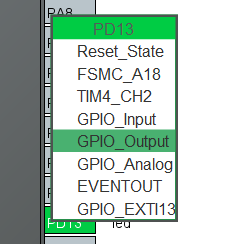 PA8
PD13
Reset_State
FSMC_A18
TIM4_CH2
GPIO_Input
GPIO_Output
GPIO_Analog
EVENTOUT
GPIO_EXTI13
PD13
led